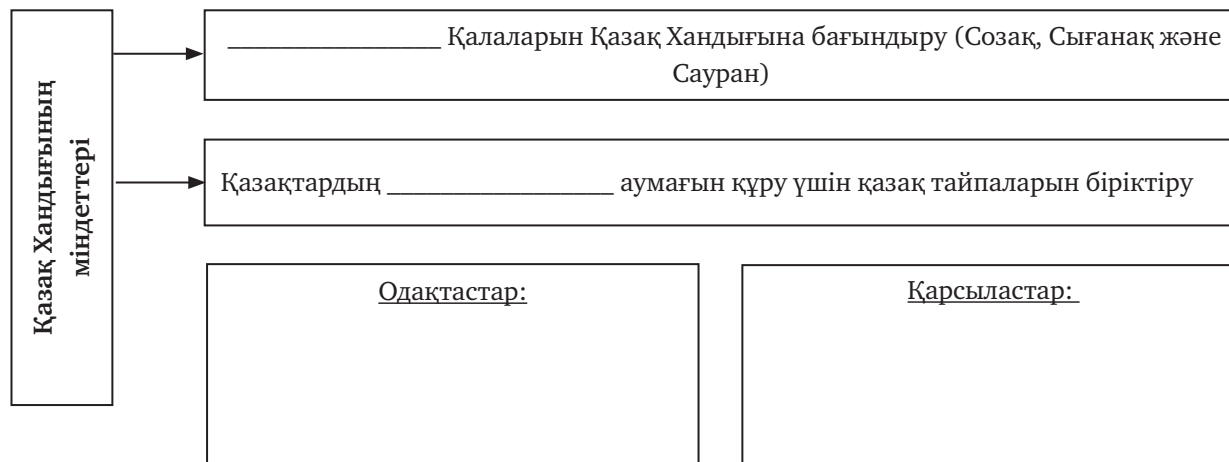 Қазақ Хандығының
міндеттері
________________ Қалаларын Қазақ Хандығына бағындыру (Созақ, Сығанақ және
Сауран)
Қазақтардың _________________ аумағын құру үшін қазақ тайпаларын біріктіру
Одақтастар:
Қарсыластар: